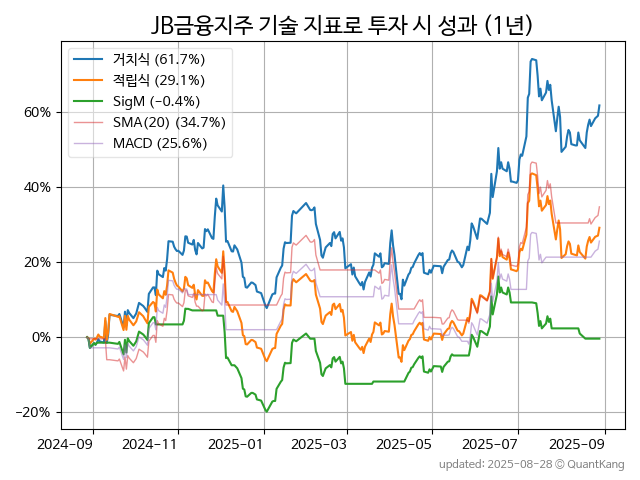 JB금융지주 기술 지표로 투자 시 성과 (1년)
거치식 (61.7%)
적립식 (29.1%)
SigM (−0.4%)
SMA(20) (34.7%)
MACD (25.6%)
60%
40%
20%
0%
−20%
2024-09 2024-11 2025-01 2025-03 2025-05 2025-07 2025-09
updated: 2025-08-28 © QuantKang